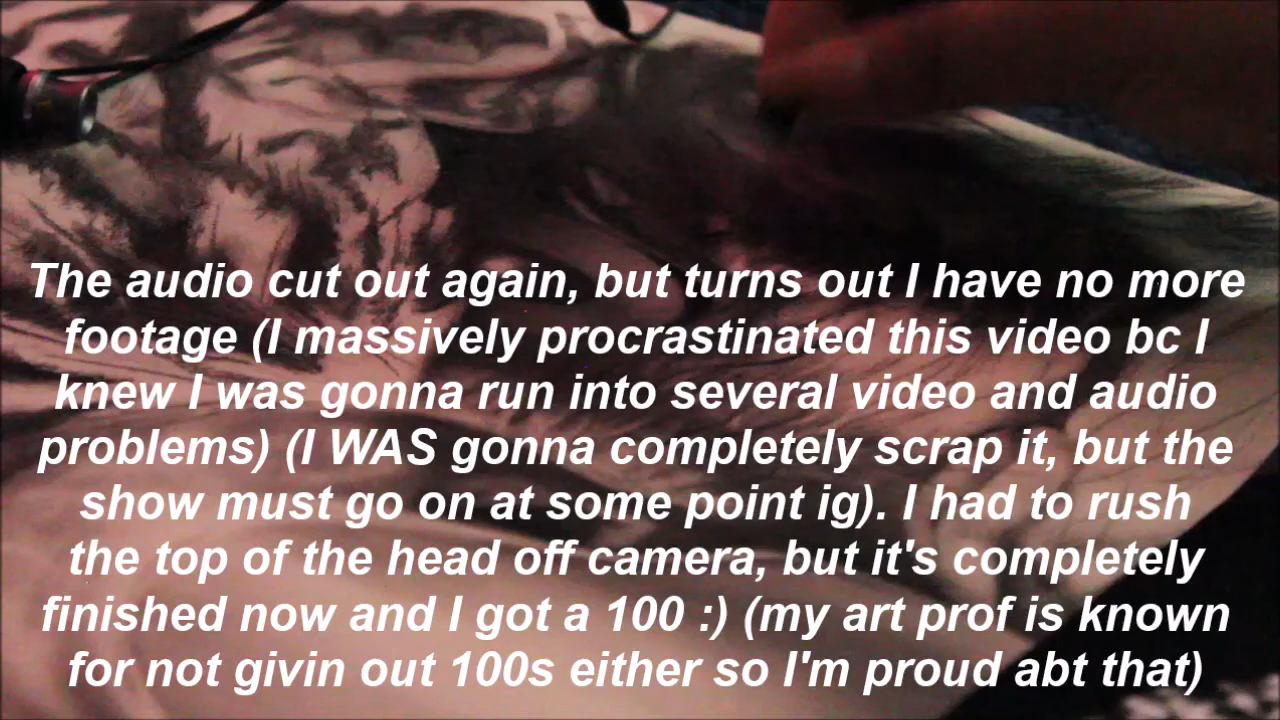 The audio cut out again, but turns out I have no more
footage (I massively procrastinated this video bc I
knew I was gonna run into several video and audio
problems) (I WAS gonna completely scrap it, but the
show must go on at some point ig). I had to rush
the top of the head off camera, but it's completely
finished now and I got a 100 :) (my art prof is known
for not givin out 100s either so I'm proud abt that)